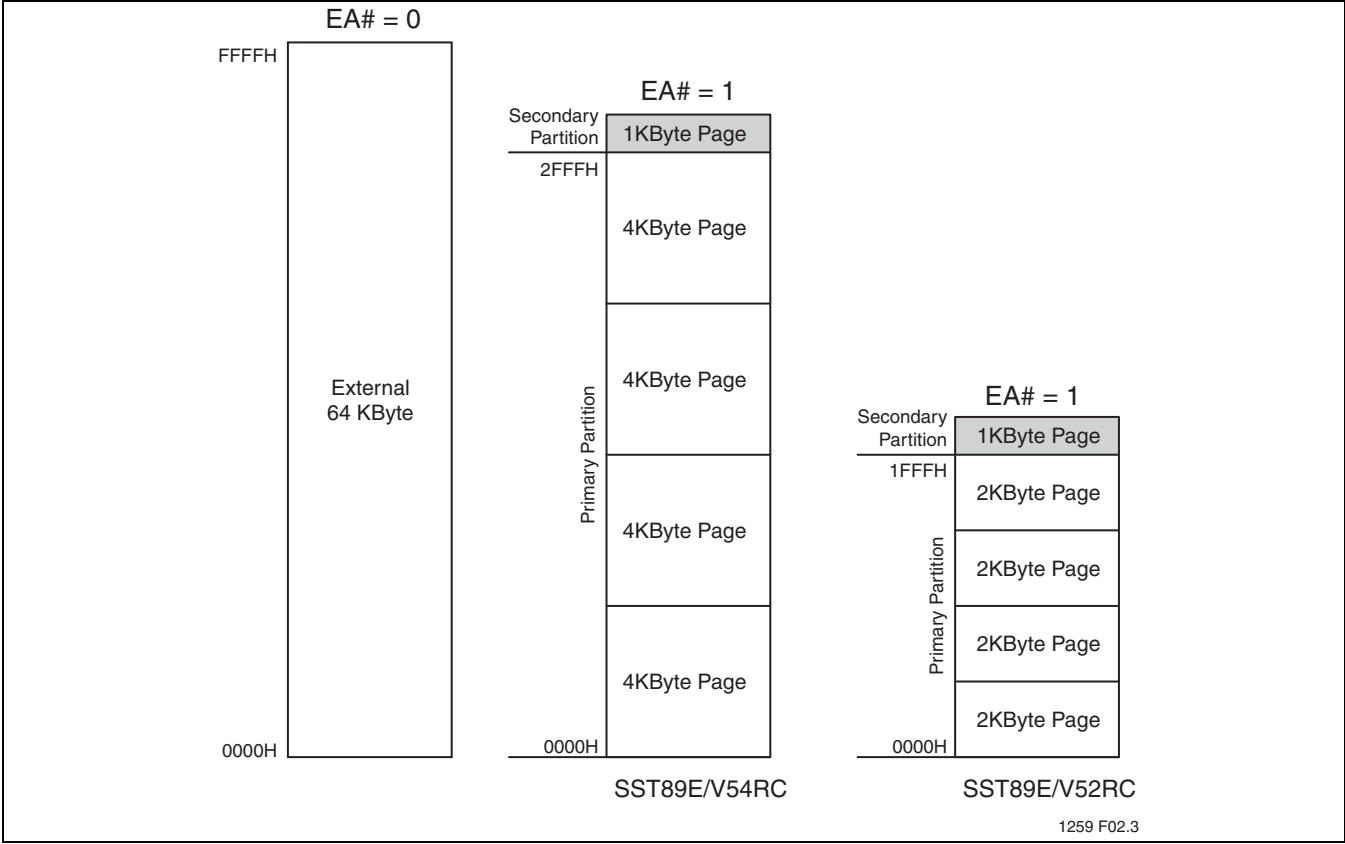 EA# = 0
FFFFH
External
64 KByte
0000H
EA# = 1
Secondary
Partition
1KByte Page
2FFFH
4KByte Page
4KByte Page
Primary Partition
4KByte Page
4KByte Page
0000H
SST89E/V54RC
EA# = 1
Secondary
Partition
1KByte Page
1FFFH
2KByte Page
2KByte Page
Primary Partition
2KByte Page
2KByte Page
0000H
SST89E/V52RC
1259 F02.3